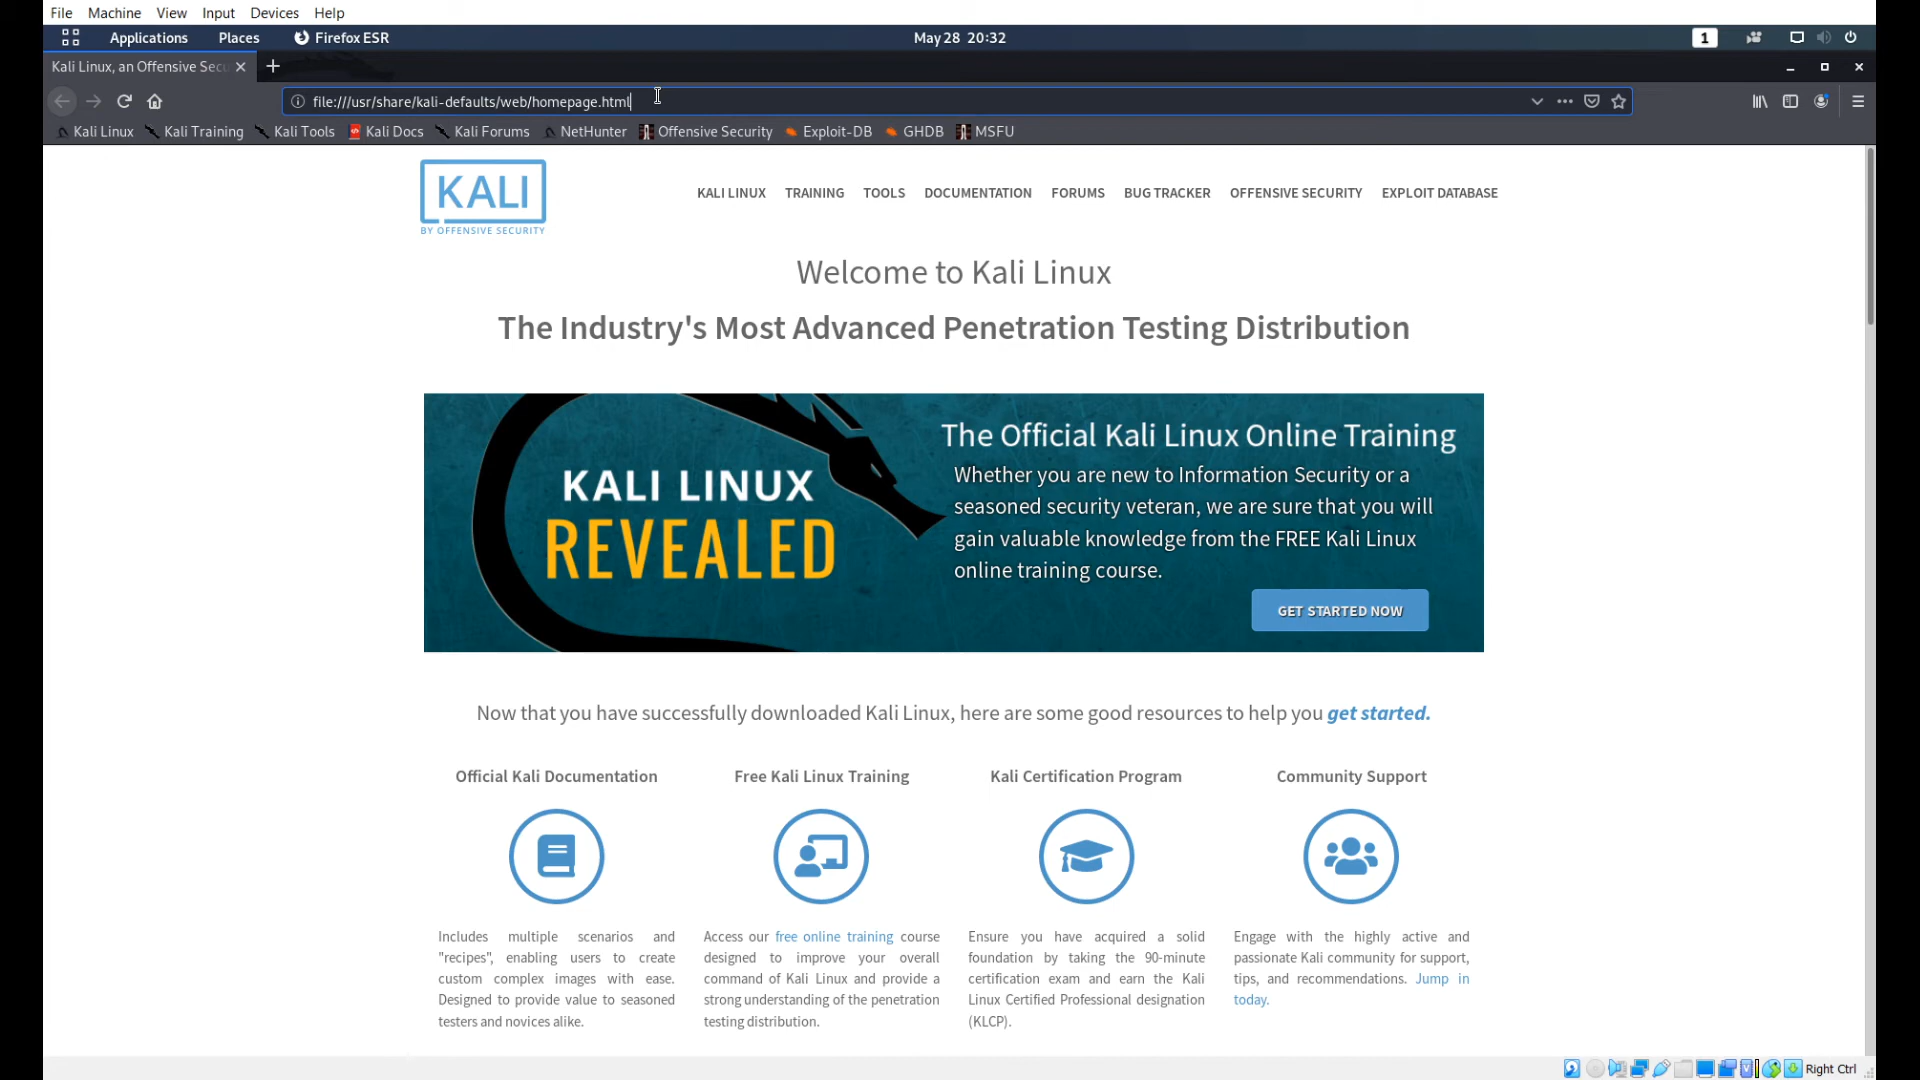 File Machine View Input Devices Help
Applications Places Firefox ESR May 28 20:32 1
Kali Linux, an Offensive Secu
file:///usr/share/kali-defaults/web/homepage.html
Kali Linux Kali Training Kali Tools Kali Docs Kali Forums NetHunter Offensive Security Exploit-DB GHDB MSFU
KALI
BY OFFENSIVE SECURITY
KALI LINUX TRAINING TOOLS DOCUMENTATION FORUMS BUG TRACKER OFFENSIVE SECURITY EXPLOIT DATABASE
Welcome to Kali Linux
The Industry's Most Advanced Penetration Testing Distribution
KALI LINUX
REVEALED
The Official Kali Linux Online Training
Whether you are new to Information Security or a
seasoned security veteran, we are sure that you will
gain valuable knowledge from the FREE Kali Linux
online training course.
GET STARTED NOW
Now that you have successfully downloaded Kali Linux, here are some good resources to help you get started.
Official Kali Documentation
Includes multiple scenarios and
"recipes", enabling users to create
custom complex images with ease.
Designed to provide value to seasoned
testers and novices alike.
Free Kali Linux Training
Access our free online training course
designed to improve your overall
command of Kali Linux and provide a
strong understanding of the penetration
testing distribution.
Kali Certification Program
Ensure you have acquired a solid
foundation by taking the 90-minute
certification exam and earn the Kali
Linux Certified Professional designation
(KLCP).
Community Support
Engage with the highly active and
passionate Kali community for support,
tips, and recommendations. Jump in
today.
Right Ctrl